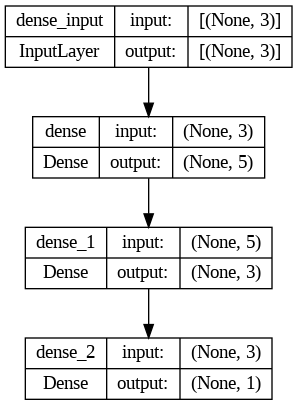 dense_input input: [(None, 3)]
InputLayer output: [(None, 3)]
dense input: (None, 3)
Dense output: (None, 5)
dense_1 input: (None, 5)
Dense output: (None, 3)
dense_2 input: (None, 3)
Dense output: (None, 1)